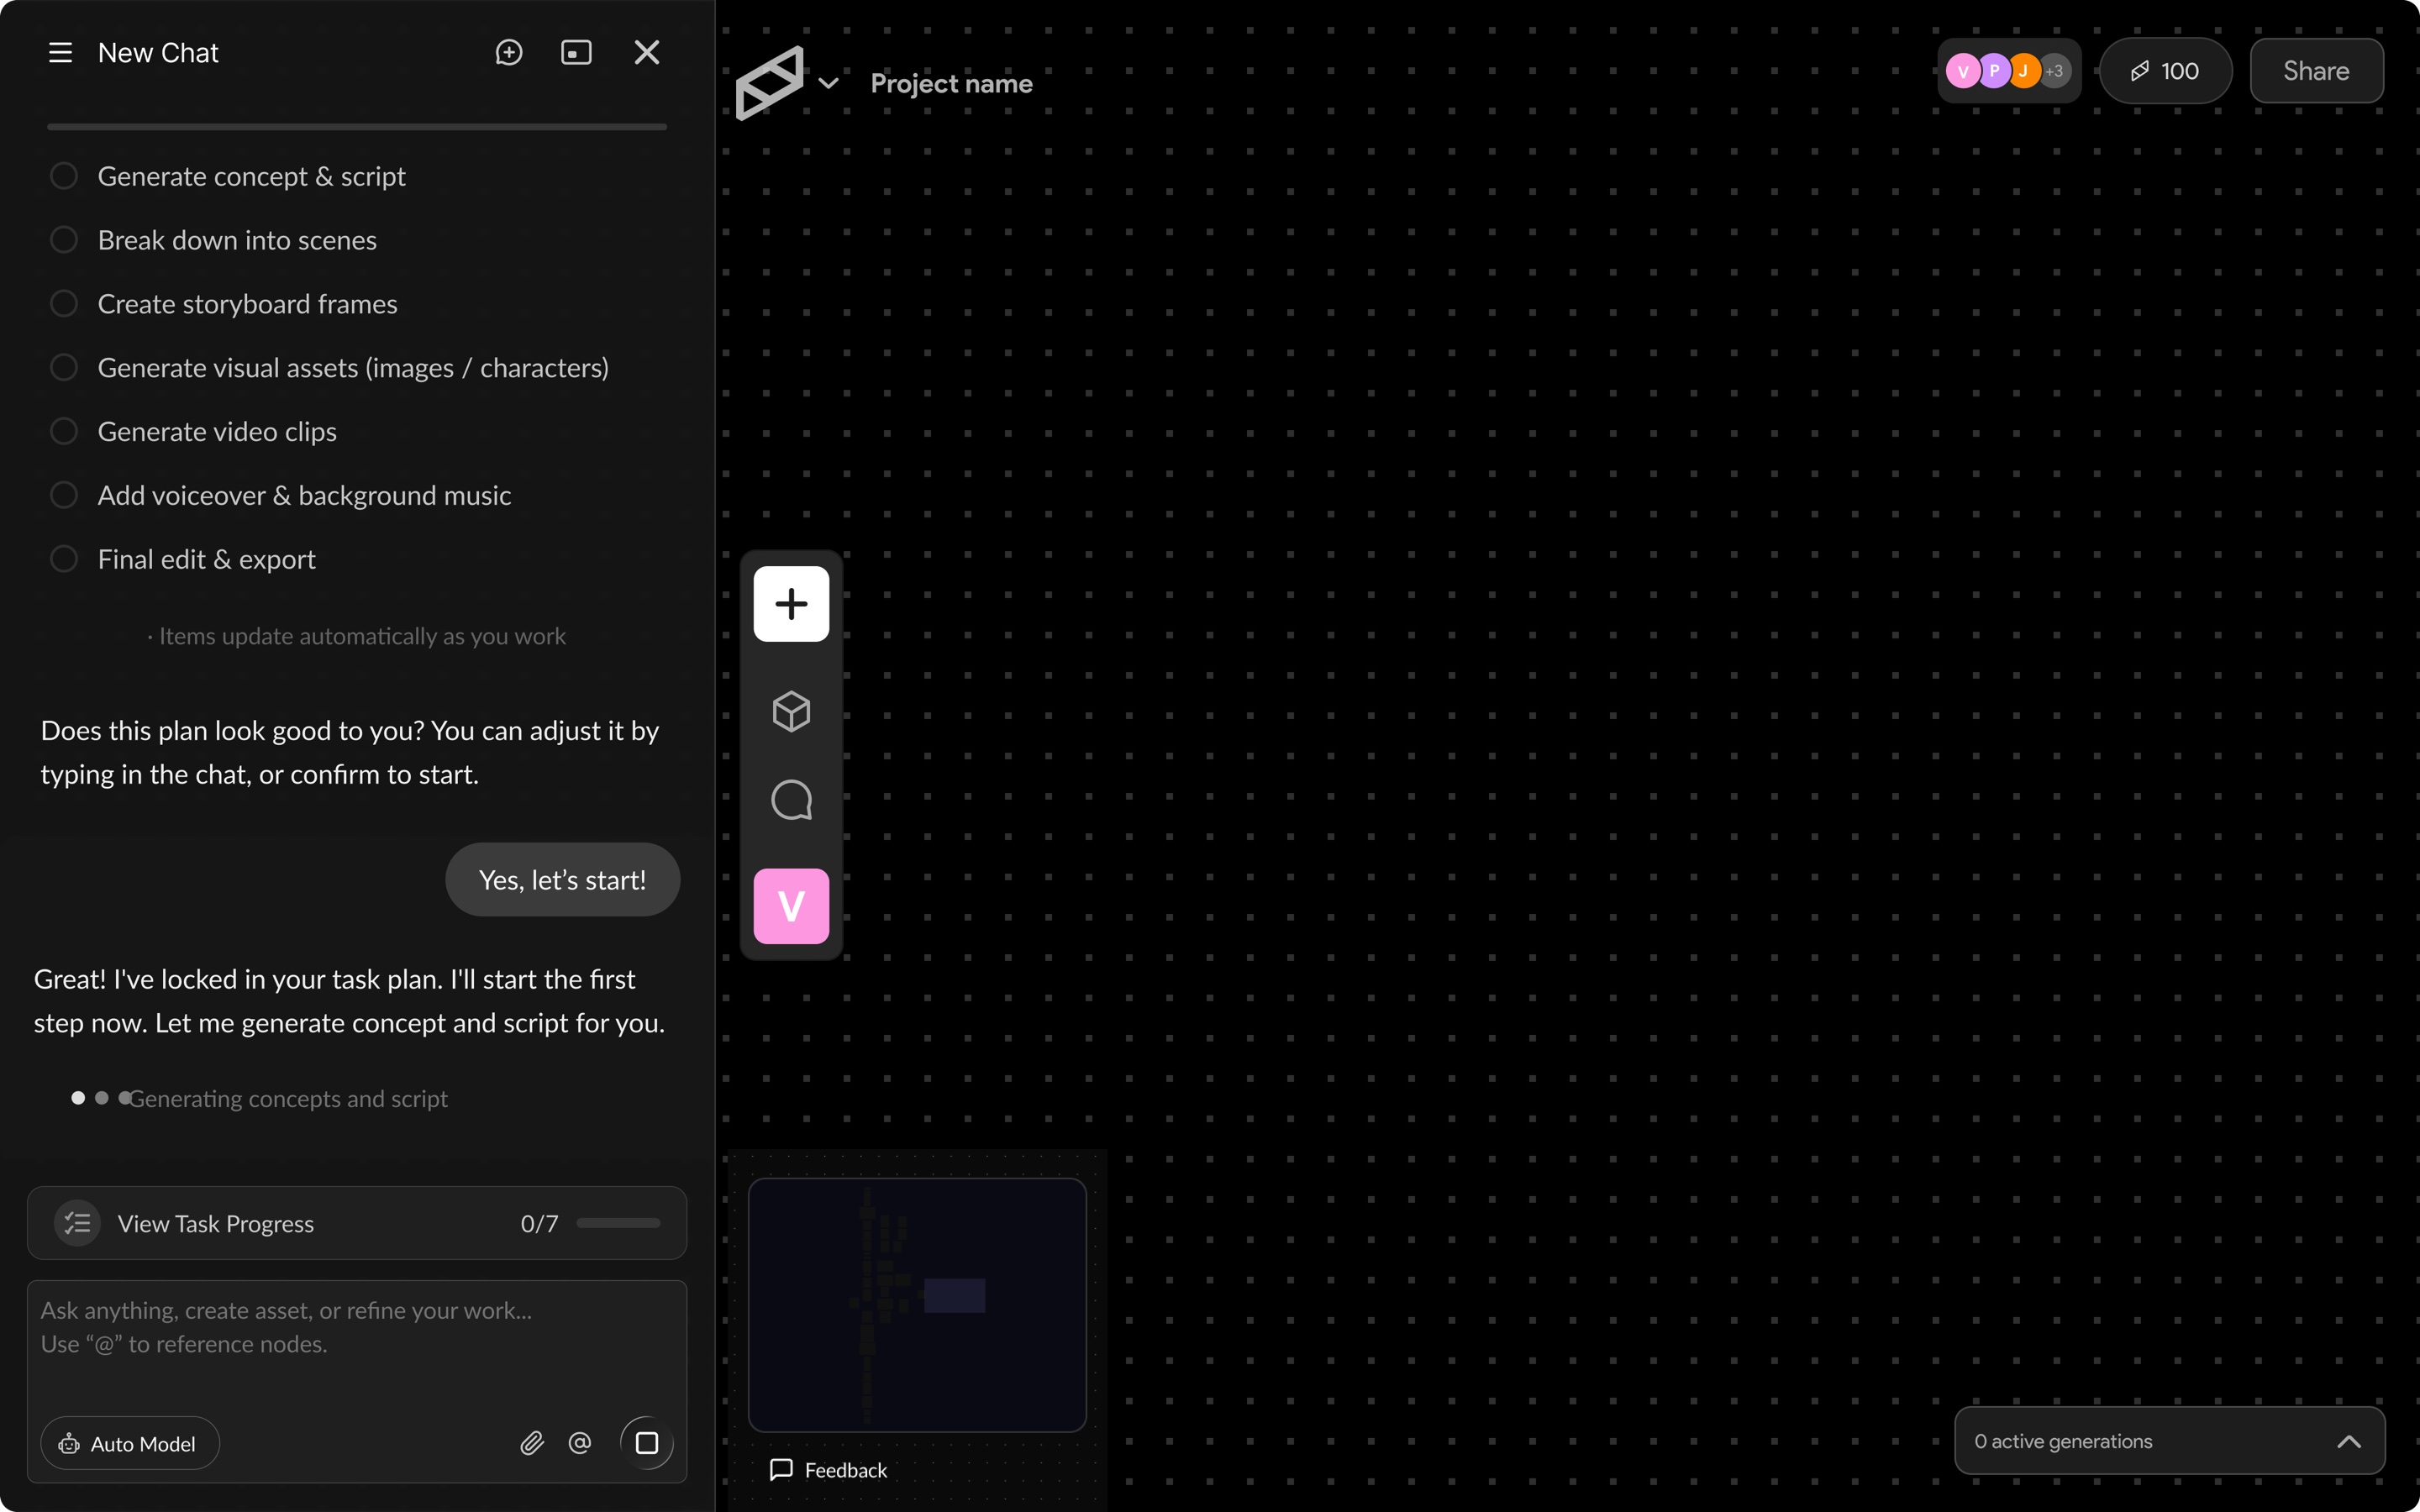 New Chat
Generate concept & script
Break down into scenes
Create storyboard frames
Generate visual assets (images / characters)
Generate video clips
Add voiceover & background music
Final edit & export
· Items update automatically as you work
Does this plan look good to you? You can adjust it by
typing in the chat, or confirm to start.
Yes, let’s start!
Great! I've locked in your task plan. I'll start the first
step now. Let me generate concept and script for you.
Generating concepts and script
View Task Progress 0/7
Ask anything, create asset, or refine your work...
Use “@” to reference nodes.
Auto Model
Project name
V P J +3
100
Share
V
Feedback
0 active generations